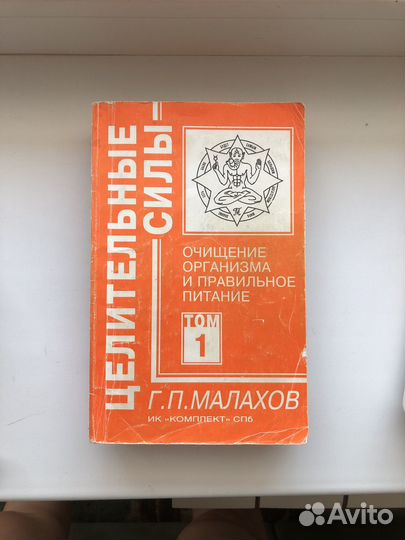 ЦЕЛИТЕЛЬНЫЕ
СИЛЫ
ОЧИЩЕНИЕ
ОРГАНИЗМА
И ПРАВИЛЬНОЕ
ПИТАНИЕ
ТОМ
1
Г.П.МАЛАХОВ
ИК «КОМПЛЕКТ» СПб
Avito